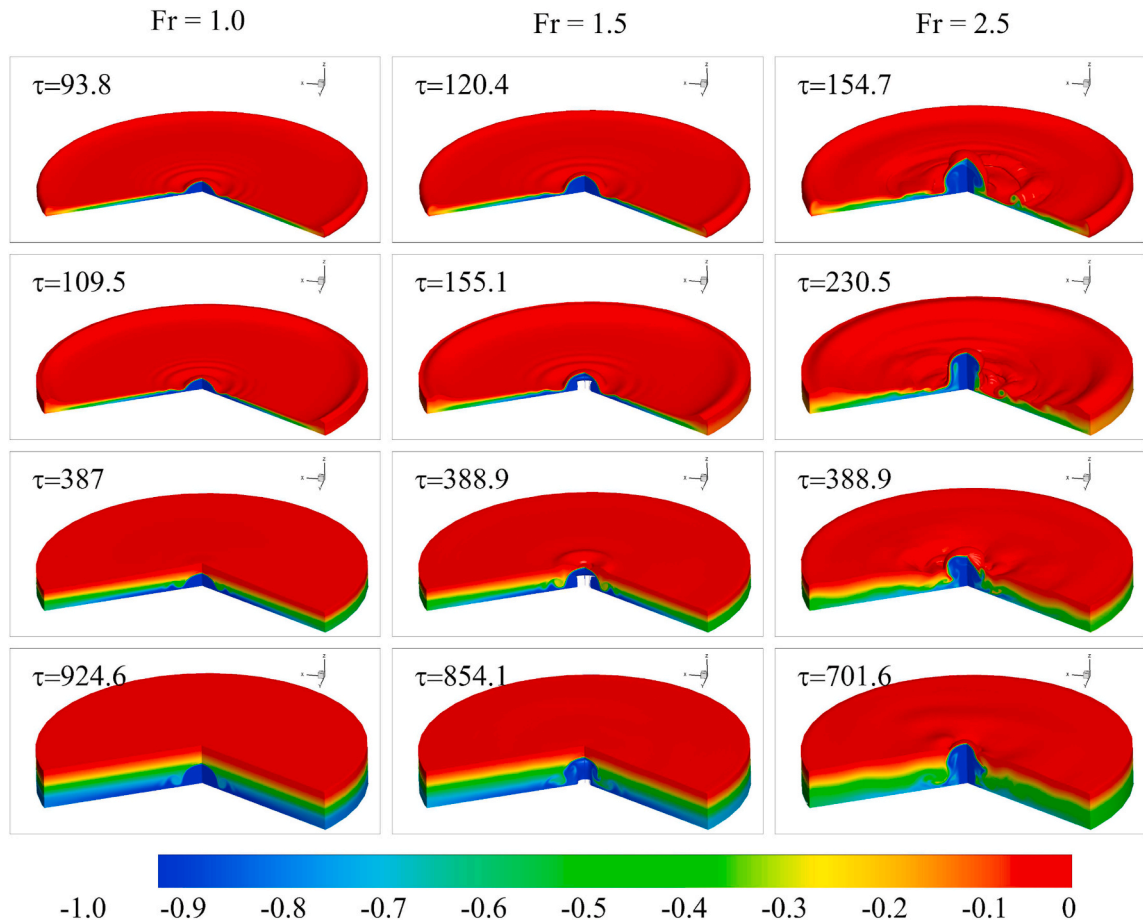 Fr = 1.0 Fr = 1.5 Fr = 2.5
τ=93.8 τ=120.4 τ=154.7
τ=109.5 τ=155.1 τ=230.5
τ=387 τ=388.9 τ=388.9
τ=924.6 τ=854.1 τ=701.6
-1.0 -0.9 -0.8 -0.7 -0.6 -0.5 -0.4 -0.3 -0.2 -0.1 0